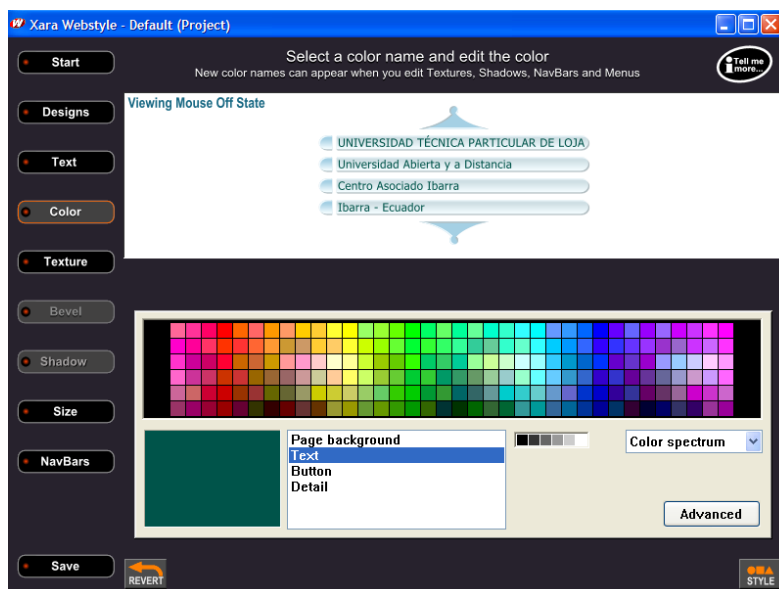 Xara Webstyle - Default (Project)
Start
Select a color name and edit the color
New color names can appear when you edit Textures, Shadows, NavBars and Menus
Tell me
more...
Designs
Text
Color
Texture
Bevel
Shadow
Size
NavBars
Save
Viewing Mouse Off State
UNIVERSIDAD TÉCNICA PARTICULAR DE LOJA
Universidad Abierta y a Distancia
Centro Asociado Ibarra
Ibarra - Ecuador
Page background
Text
Button
Detail
Color spectrum
Advanced
REVERT
STYLE